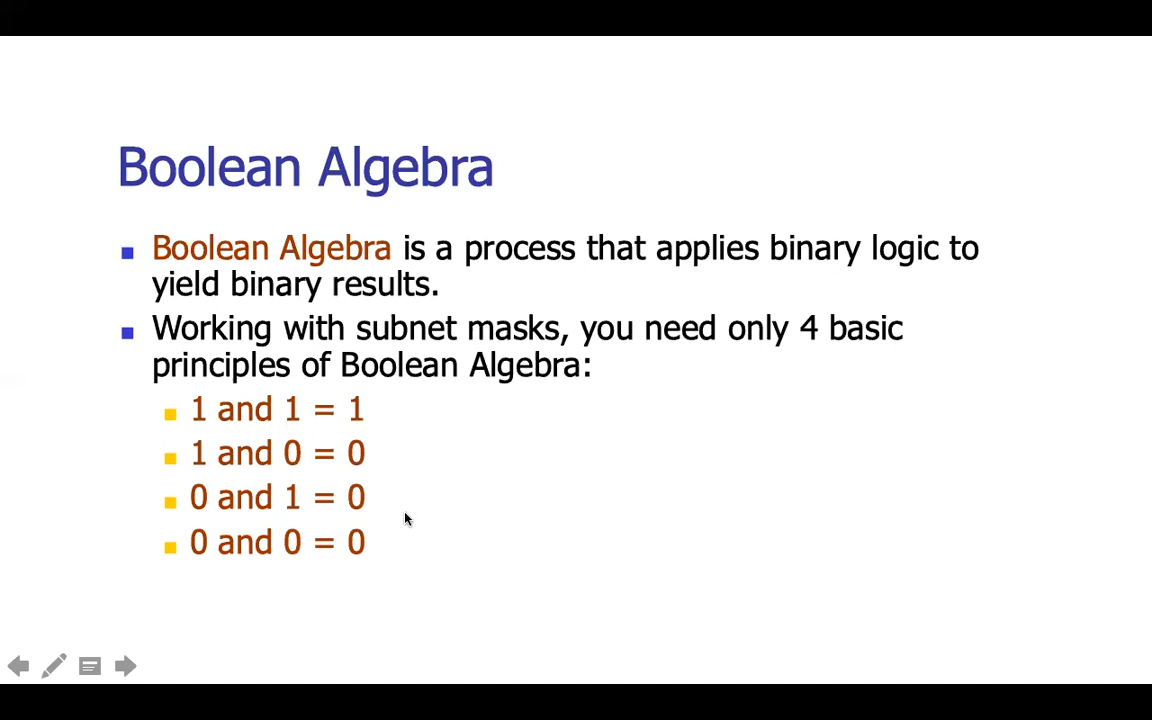 Boolean Algebra
Boolean Algebra is a process that applies binary logic to
yield binary results.
Working with subnet masks, you need only 4 basic
principles of Boolean Algebra:
1 and 1 = 1
1 and 0 = 0
0 and 1 = 0
0 and 0 = 0